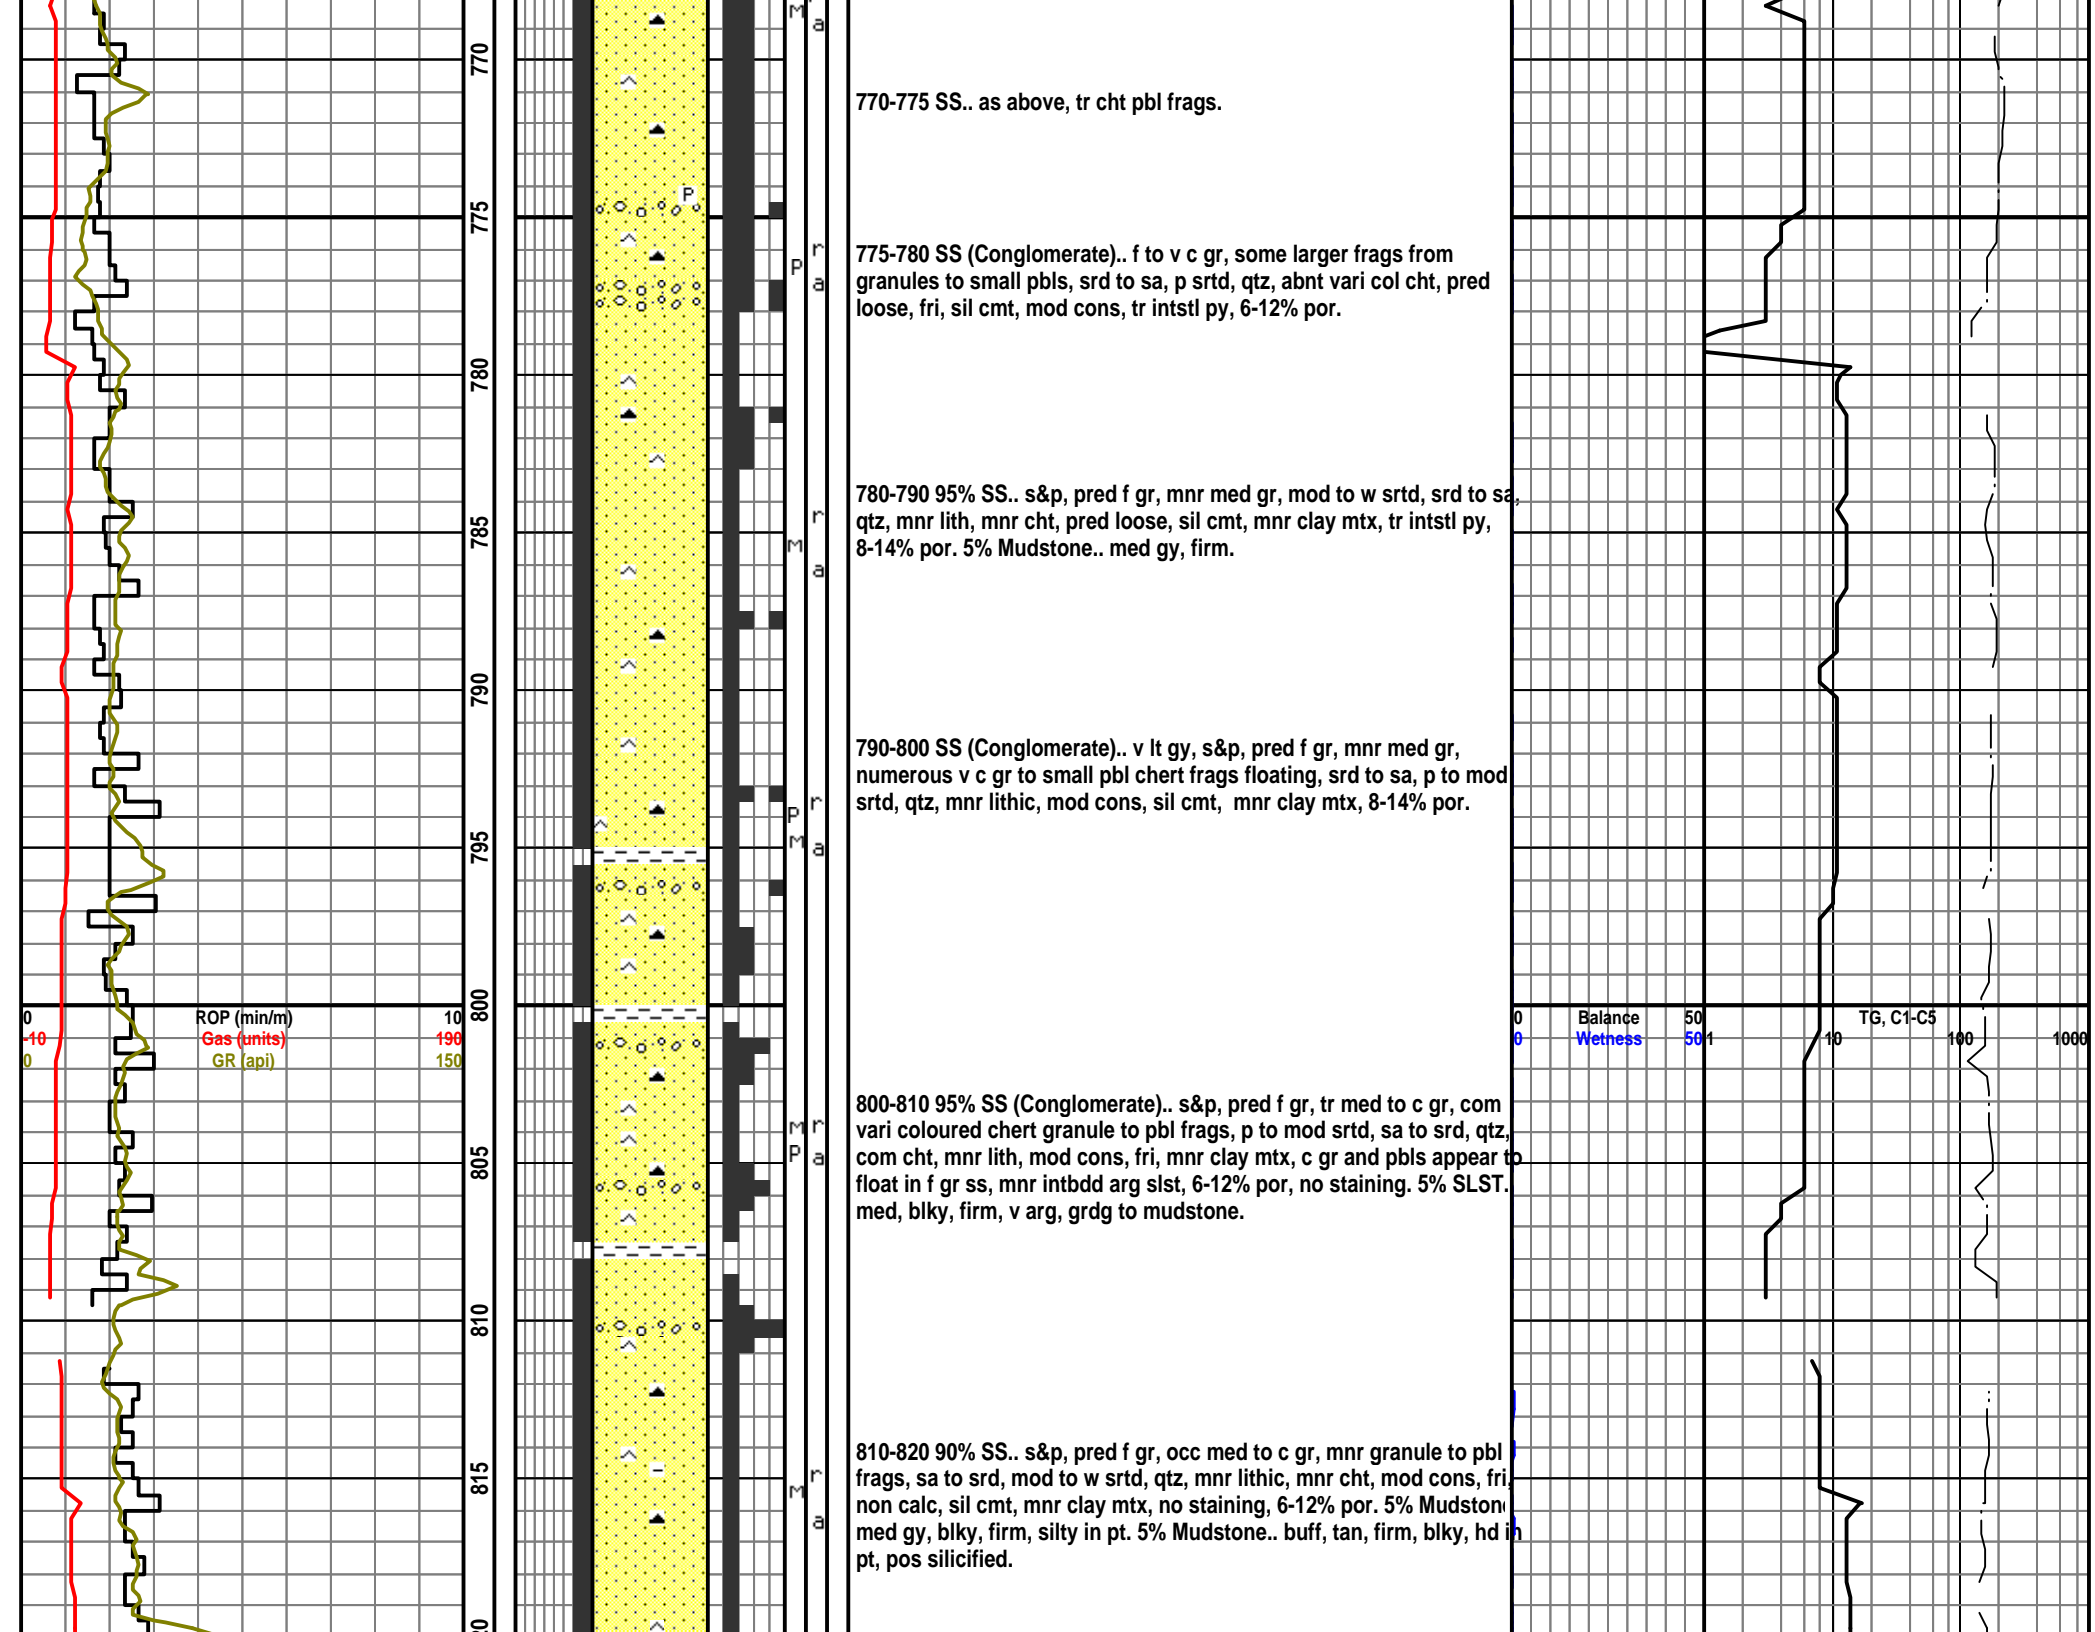 M
a
770
770-775 SS.. as above, tr cht pbl frags.
P
775
r
P
a
775-780 SS (Conglomerate).. f to v c gr, some larger frags from
granules to small pbls, srd to sa, p srtd, qtz, abnt vari col cht, pred
loose, fri, sil cmt, mod cons, tr intstl py, 6-12% por.
780
780-790 95% SS.. s&p, pred f gr, mnr med gr, mod to w srtd, srd to sa,
qtz, mnr lith, mnr cht, pred loose, sil cmt, mnr clay mtx, tr intstl py,
8-14% por. 5% Mudstone.. med gy, firm.
r
M
a
785
790
790-800 SS (Conglomerate).. v lt gy, s&p, pred f gr, mnr med gr,
numerous v c gr to small pbl chert frags floating, srd to sa, p to mod
srtd, qtz, mnr lithic, mod cons, sil cmt, mnr clay mtx, 8-14% por.
r
P
M
a
795
800
0 ROP (min/m) 10
-10 Gas (units) 190
0 GR (api) 150
0 Balance 50
0 Wetness 50
TG, C1-C5
1 10 100 1000
800-810 95% SS (Conglomerate).. s&p, pred f gr, tr med to c gr, com
vari coloured chert granule to pbl frags, p to mod srtd, sa to srd, qtz,
com cht, mnr lith, mod cons, fri, mnr clay mtx, c gr and pbls appear to
float in f gr ss, mnr intbdd arg slst, 6-12% por, no staining. 5% SLST.
med, blky, firm, v arg, grdg to mudstone.
M
r
P
a
805
810
810-820 90% SS.. s&p, pred f gr, occ med to c gr, mnr granule to pbl
frags, sa to srd, mod to w srtd, qtz, mnr lithic, mnr cht, mod cons, fri,
non calc, sil cmt, mnr clay mtx, no staining, 6-12% por. 5% Mudston
med gy, blky, firm, silty in pt. 5% Mudstone.. buff, tan, firm, blky, hd in
pt, pos silicified.
r
M
a
815